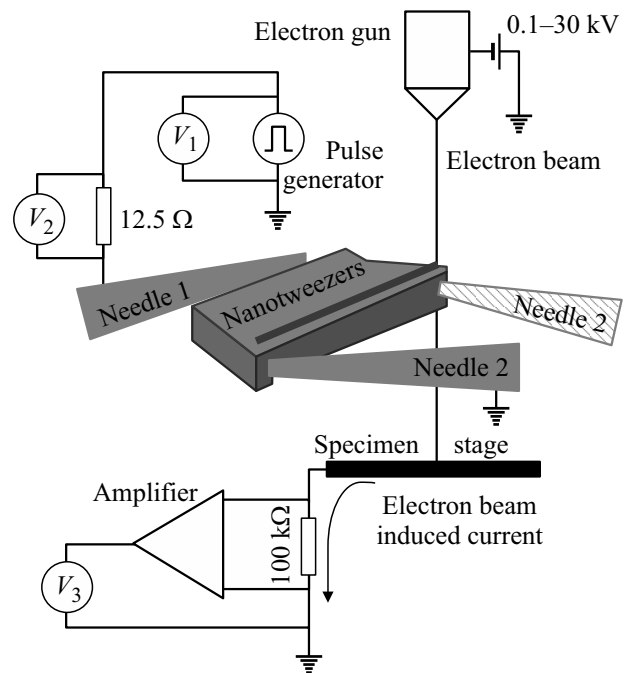 0.1–30 kV
Electron gun
V1
Pulse
generator
Electron beam
V2
12.5 Ω
Needle 1
Nanotweezers
Needle 2
Needle 2
Specimen stage
Amplifier
100 kΩ
Electron beam
induced current
V3